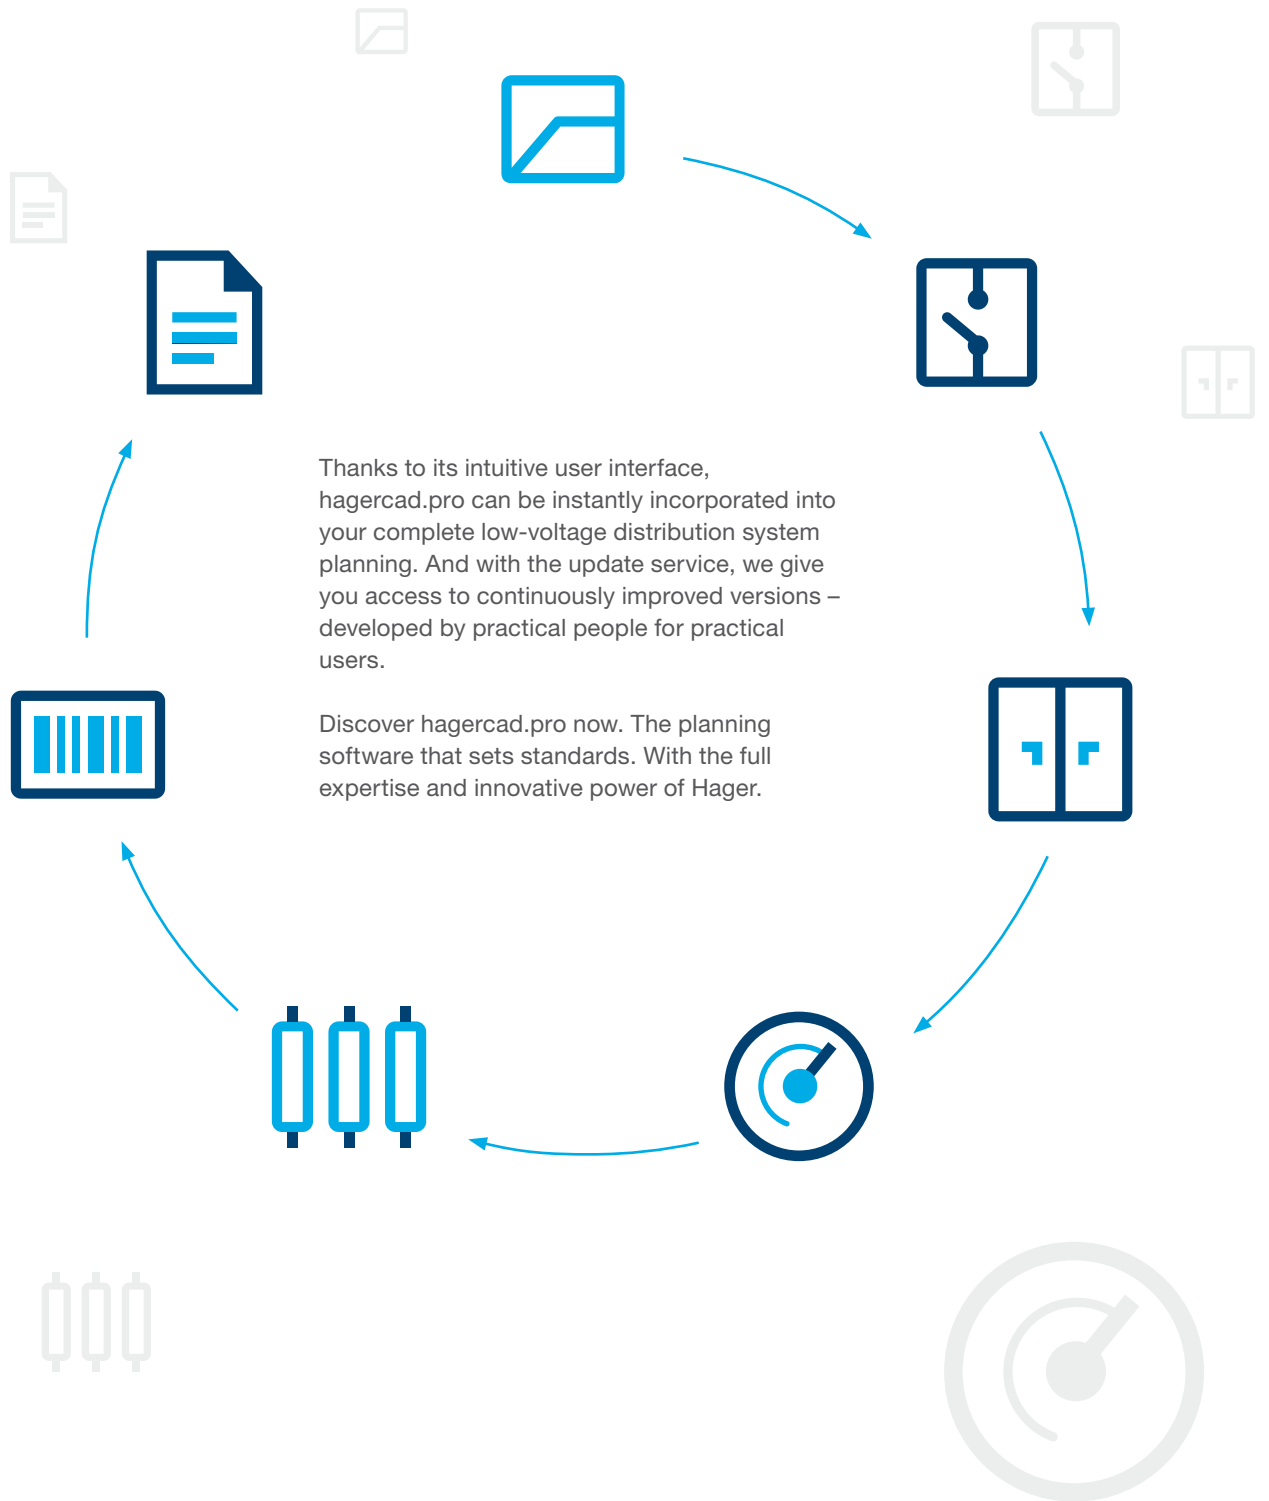 Thanks to its intuitive user interface,
hagercad.pro can be instantly incorporated into
your complete low-voltage distribution system
planning. And with the update service, we give
you access to continuously improved versions –
developed by practical people for practical
users.
Discover hagercad.pro now. The planning
software that sets standards. With the full
expertise and innovative power of Hager.